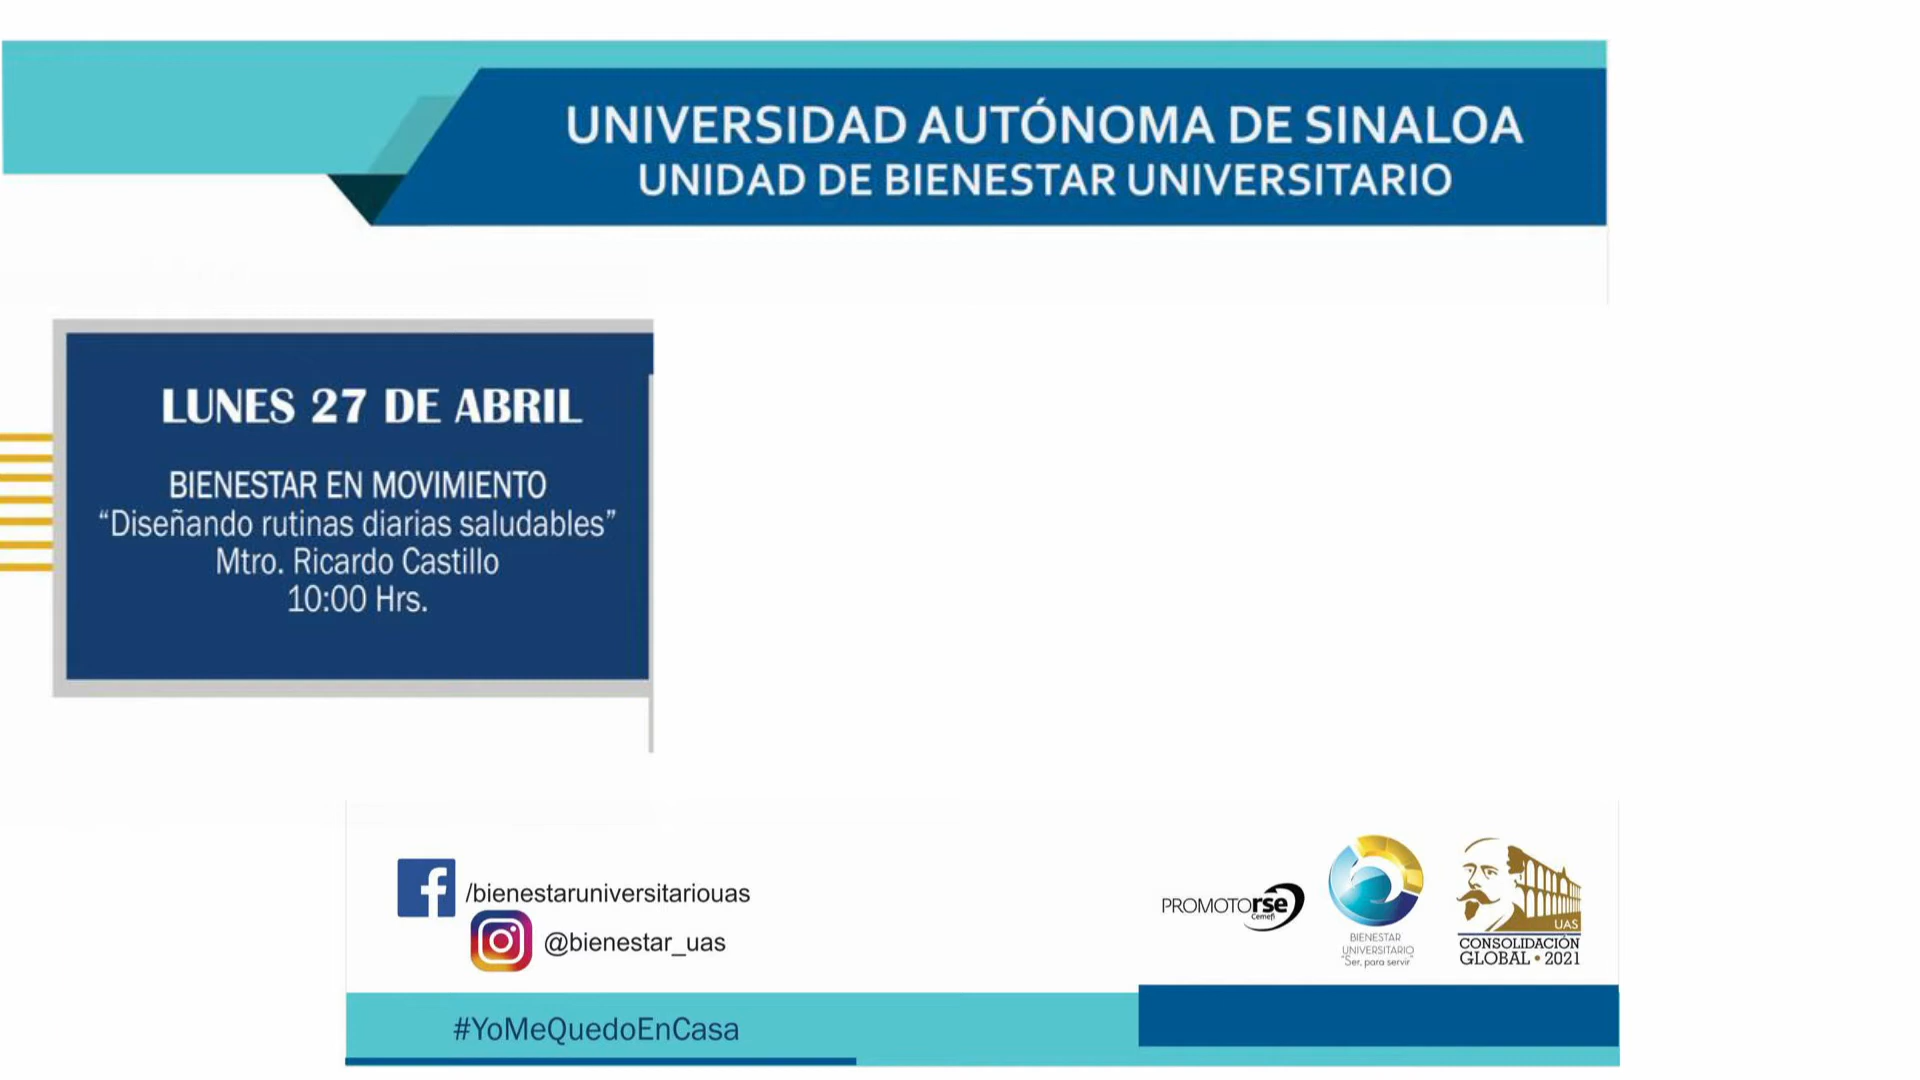 UNIVERSIDAD AUTÓNOMA DE SINALOA
UNIDAD DE BIENESTAR UNIVERSITARIO
LUNES 27 DE ABRIL
BIENESTAR EN MOVIMIENTO
“Diseñando rutinas diarias saludables”
Mtro. Ricardo Castillo
10:00 Hrs.
/bienestaruniversitariouas
@bienestar_uas
PROMOTORSE
Cemefi
BIENESTAR
UNIVERSITARIO
"Ser, para servir"
UAS
CONSOLIDACIÓN
GLOBAL • 2021
#YoMeQuedoEnCasa